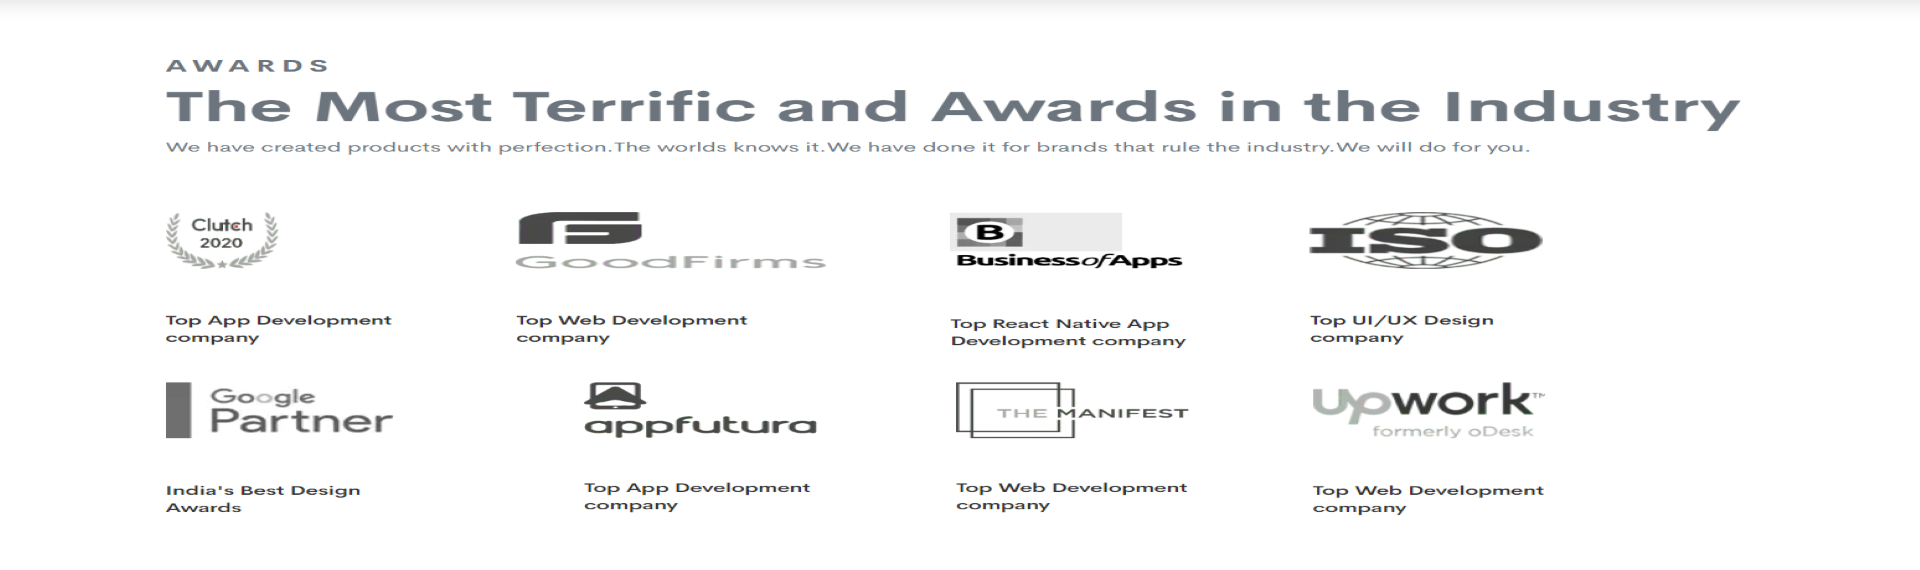 AWARDS
The Most Terrific and Awards in the Industry
We have created products with perfection.The worlds knows it.We have done it for brands that rule the industry.We will do for you.
Clutch
2020
GoodFirms
B
BusinessofApps
ISO
Top App Development
company
Top Web Development
company
Top React Native App
Development company
Top UI/UX Design
company
Google
Partner
appfutura
THE MANIFEST
Upwork™
formerly oDesk
India's Best Design
Awards
Top App Development
company
Top Web Development
company
Top Web Development
company